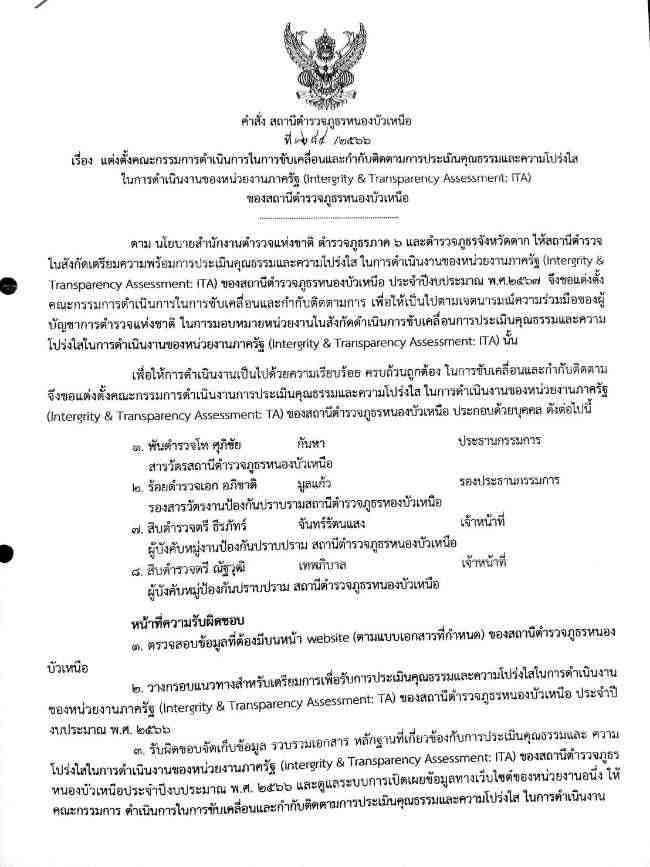 คำสั่ง สถานีตำรวจภูธรหนองบัวเหนือ
ที่ /๒๕๖๖
เรื่อง แต่งตั้งคณะกรรมการดำเนินการในการขับเคลื่อนและกำกับติดตามการประเมินคุณธรรมและความโปร่งใส
ในการดำเนินงานของหน่วยงานภาครัฐ (Intergrity & Transparency Assessment: ITA)
ของสถานีตำรวจภูธรหนองบัวเหนือ
ตาม นโยบายสำนักงานตำรวจแห่งชาติ ตำรวจภูธรภาค ๖ และตำรวจภูธรจังหวัดตาก ให้สถานีตำรวจ
ในสังกัดเตรียมความพร้อมการประเมินคุณธรรมและความโปร่งใส ในการดำเนินงานของหน่วยงานภาครัฐ (Intergrity &
Transparency Assessment: ITA) ของสถานีตำรวจภูธรหนองบัวเหนือ ประจำปีงบประมาณ พ.ศ.๒๕๖๗ จึงขอแต่งตั้ง
คณะกรรมการดำเนินการในการขับเคลื่อนและกำกับติดตามการ เพื่อให้เป็นไปตามเจตนารมณ์ความร่วมมือของผู้
บัญชาการตำรวจแห่งชาติ ในการมอบหมายหน่วยงานในสังกัดดำเนินการขับเคลื่อนการประเมินคุณธรรมและความ
โปร่งใสในการดำเนินงานของหน่วยงานภาครัฐ (Intergrity & Transparency Assessment: ITA) นั้น
เพื่อให้การดำเนินงานเป็นไปด้วยความเรียบร้อย ครบถ้วนถูกต้อง ในการขับเคลื่อนและกำกับติดตาม
จึงขอแต่งตั้งคณะกรรมการดำเนินงานการประเมินคุณธรรมและความโปร่งใส ในการดำเนินงานของหน่วยงานภาครัฐ
(Intergrity & Transparency Assessment: TA) ของสถานีตำรวจภูธรหนองบัวเหนือ ประกอบด้วยบุคคล ดังต่อไปนี้
๑. พันตำรวจโท ศุภิชัย กันหา ประธานกรรมการ
สารวัตรสถานีตำรวจภูธรหนองบัวเหนือ
๒. ร้อยตำรวจเอก อภิชาติ มูลแก้ว รองประธานกรรมการ
รองสารวัตรงานป้องกันปราบรามสถานีตำรวจภูธรหองบัวเหนือ
๗. สิบตำรวจตรี ธีรภัทร์ จันทร์รัตนแสง เจ้าหน้าที่
ผู้บังคับหมู่งานป้องกันปราบปราม สถานีตำรวจภูธรหนองบัวเหนือ
๘. สิบตำรวจตรี ณัฐวุฒิ เทพภิบาล เจ้าหน้าที่
ผู้บังคับหมู่ป้องกันปราบปราม สถานีตำรวจภูธรหนองบัวเหนือ
หน้าที่ความรับผิดชอบ
๑. ตรวจสอบข้อมูลที่ต้องมีบนหน้า website (ตามแบบเอกสารที่กำหนด) ของสถานีตำรวจภูธรหนอง
บัวเหนือ
๒. วางกรอบแนวทางสำหรับเตรียมการเพื่อรับการประเมินคุณธรรมและความโปร่งใสในการดำเนินงาน
ของหน่วยงานภาครัฐ (Intergrity & Transparency Assessment: TA) ของสถานีตำรวจภูธรหนองบัวเหนือ ประจำปี
งบประมาณ พ.ศ. ๒๕๖๖
๓. รับผิดชอบจัดเก็บข้อมูล รวบรวมเอกสาร หลักฐานที่เกี่ยวข้องกับการประเมินคุณธรรมและ ความ
โปร่งใสในการดำเนินงานของหน่วยงานภาครัฐ (Intergrity & Transparency Assessment: ITA) ของสถานีตำรวจภูธร
หนองบัวเหนือประจำปีงบประมาณ พ.ศ. ๒๕๖๖ และดูแลระบบการเปิดเผยข้อมูลทางเว็บไซต์ของหน่วยงานอนึ่ง ให้
คณะกรรมการ ดำเนินการในการขับเคลื่อนและกำกับติดตามการประเมินคุณธรรมและความโปร่งใส ในการดำเนินงาน